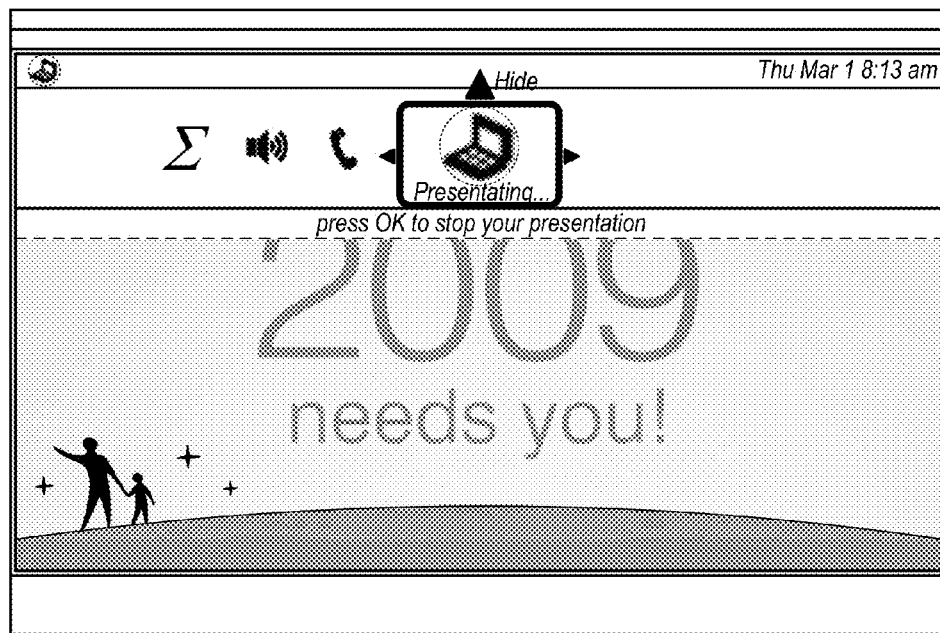 Thu Mar 1 8:13 am
Hide
Σ
Presentating...
press OK to stop your presentation
2009
needs you!